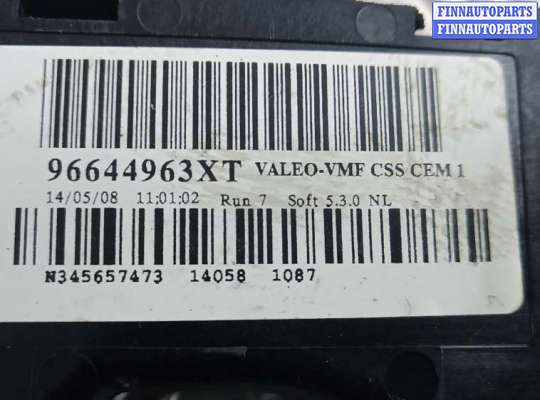 FINNAUTOPARTS
FINNAUTOPARTS
96644963XT VALEO-VMF CSS CEM 1
14/05/08 11:01:02 Run 7 Soft 5.3.0 NL
N345657473 14058 1087